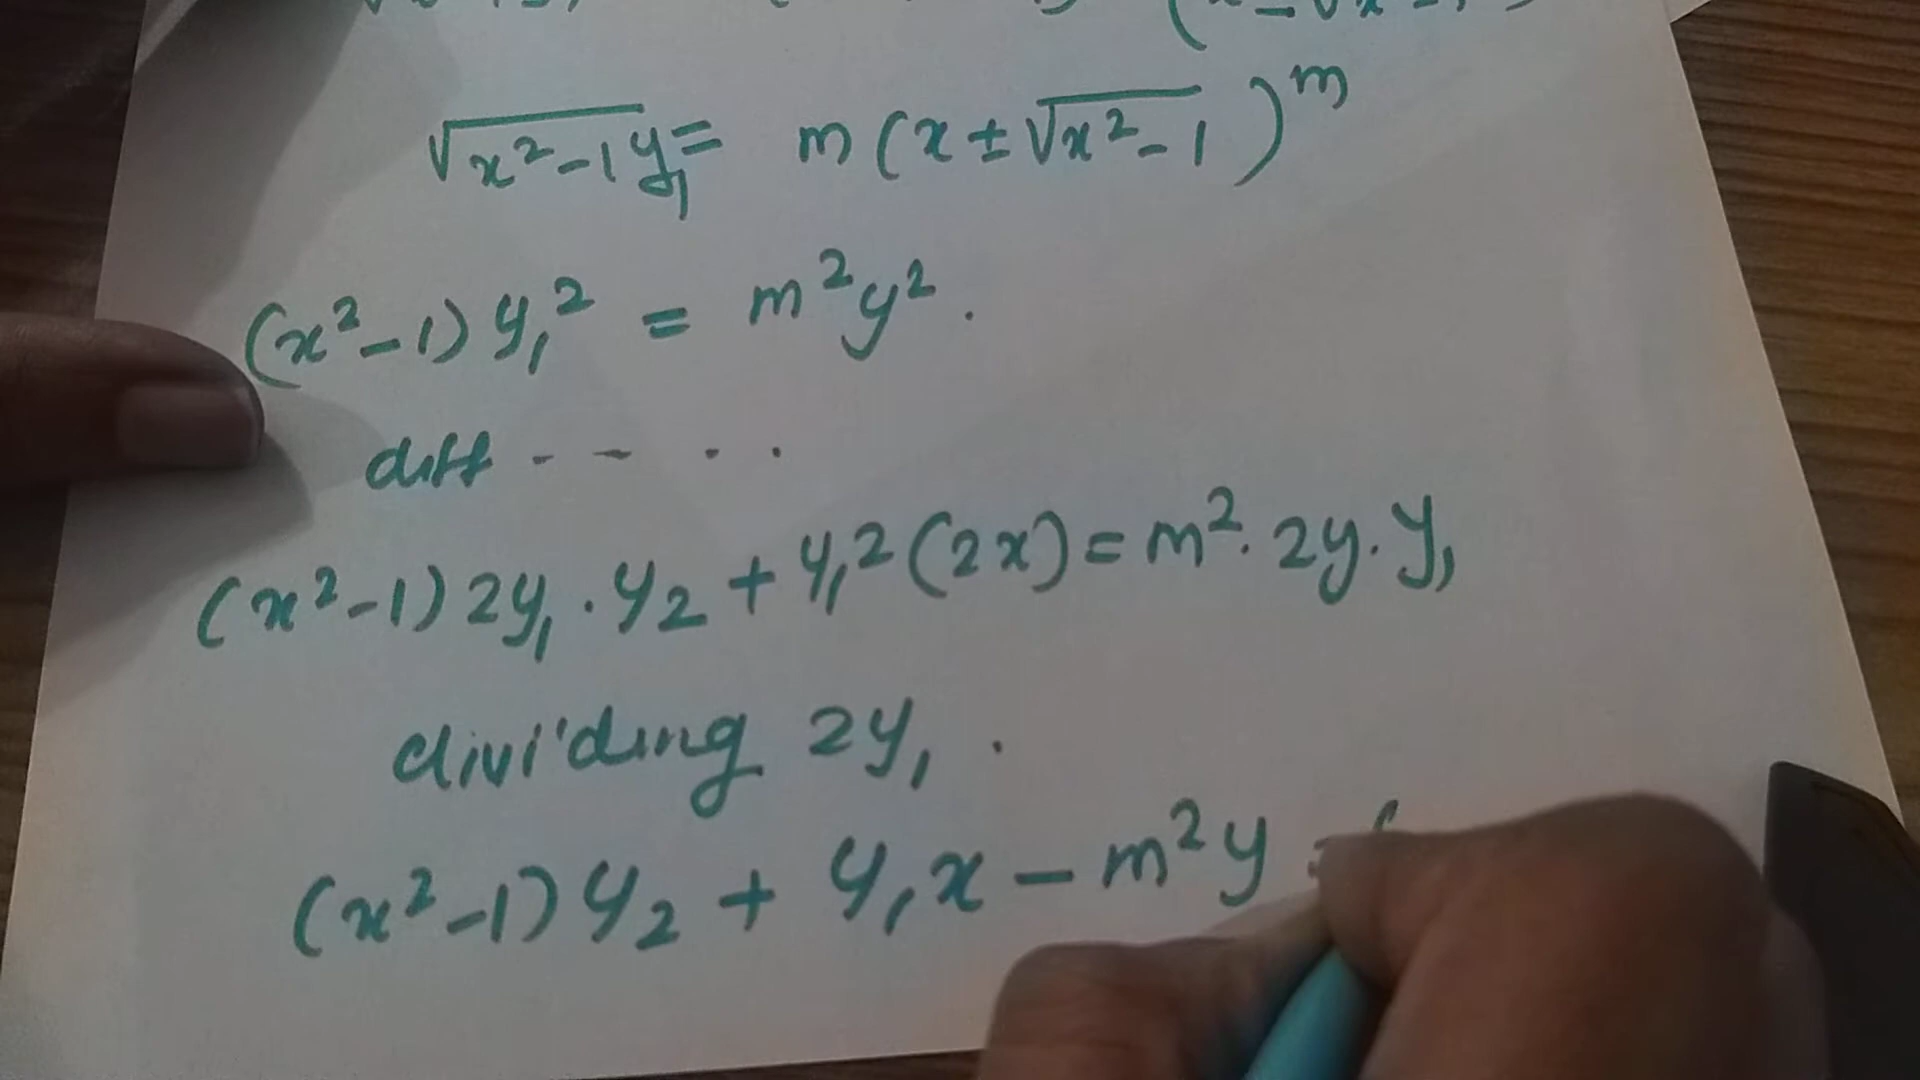 √x²-1 y₁ = m(x ± √x²-1)ᵐ
(x²-1) y₁² = m²y².
diff - - . .
(x²-1) 2y₁ . y₂ + y₁² (2x) = m². 2y. y₁
dividing 2y₁ .
(x²-1) y₂ + y₁x - m²y =